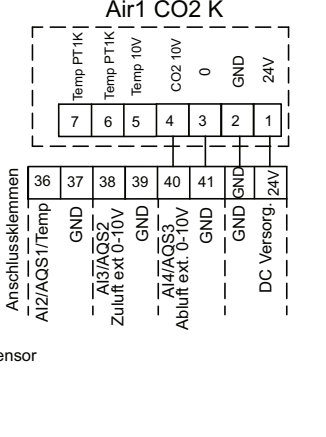 Air1 CO2 K
Temp PT1K
Temp PT1K
Temp 10V
CO2 10V
0
GND
24V
7 6 5 4 3 2 1
36 37 38 39 40 41 GND 24V
Anschlussklemmen
AI2/AQS1/Temp
GND
AI3/AQS2
Zuluft ext 0-10V
GND
AI4/AQS3
Abluft ext. 0-10V
GND
GND
DC Versorg.
ensor